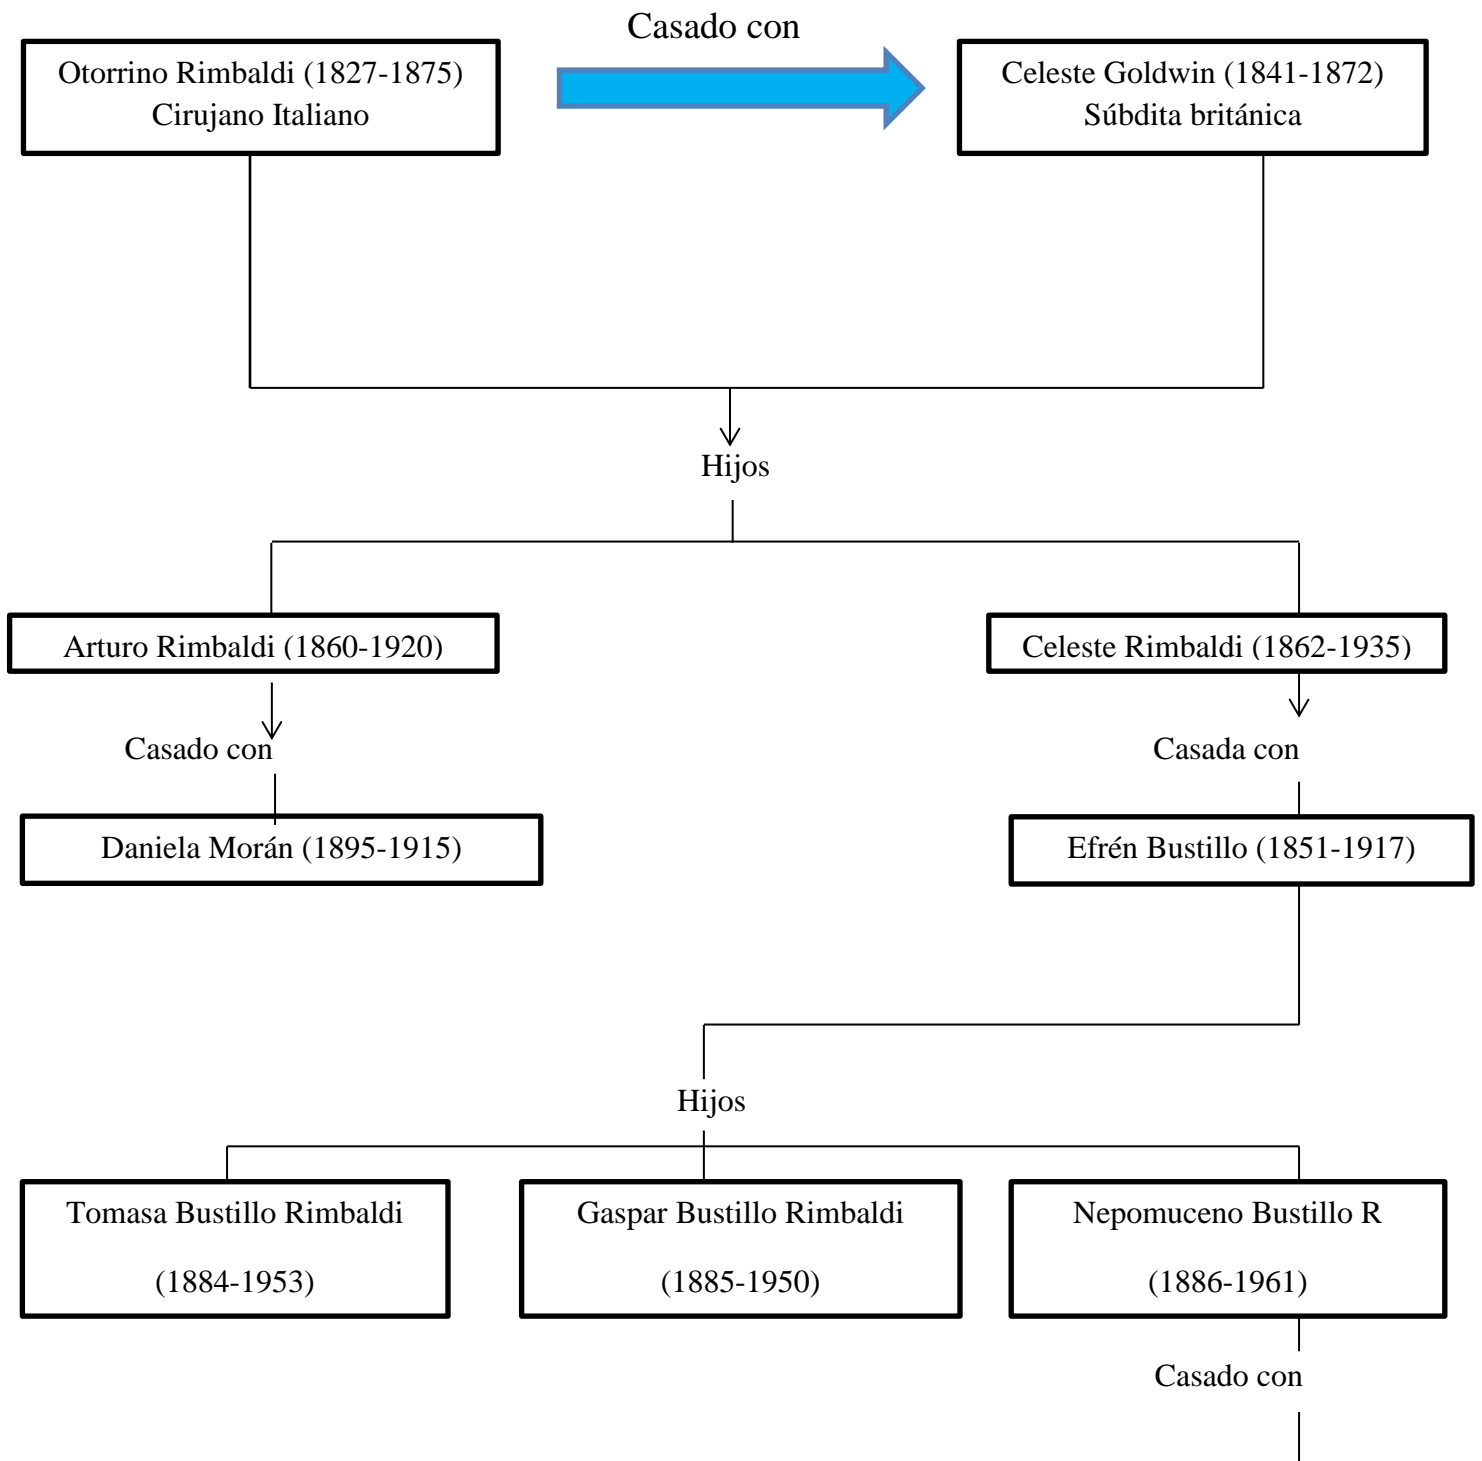 Casado con
Otorrino Rimbaldi (1827-1875)
Cirujano Italiano
Celeste Goldwin (1841-1872)
Súbdita británica
Hijos
Arturo Rimbaldi (1860-1920)
Celeste Rimbaldi (1862-1935)
Casado con
Casada con
Daniela Morán (1895-1915)
Efrén Bustillo (1851-1917)
Hijos
Tomasa Bustillo Rimbaldi
(1884-1953)
Gaspar Bustillo Rimbaldi
(1885-1950)
Nepomuceno Bustillo R
(1886-1961)
Casado con